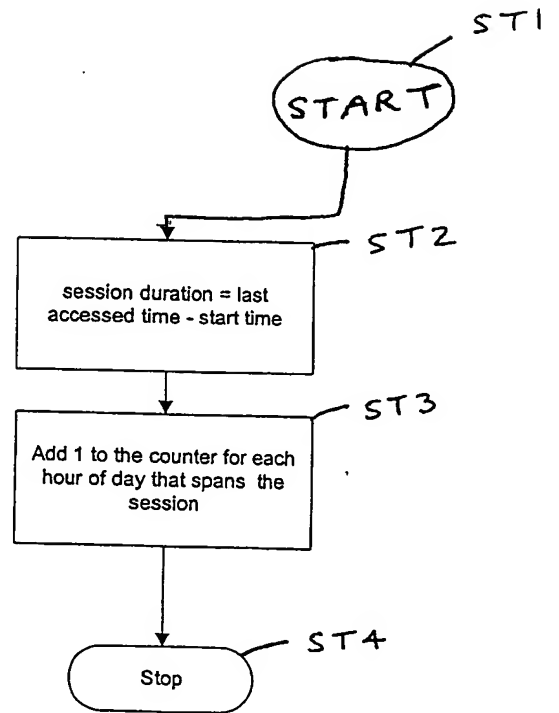 ST1
START
ST2
session duration = last
accessed time - start time
ST3
Add 1 to the counter for each
hour of day that spans the
session
ST4
Stop